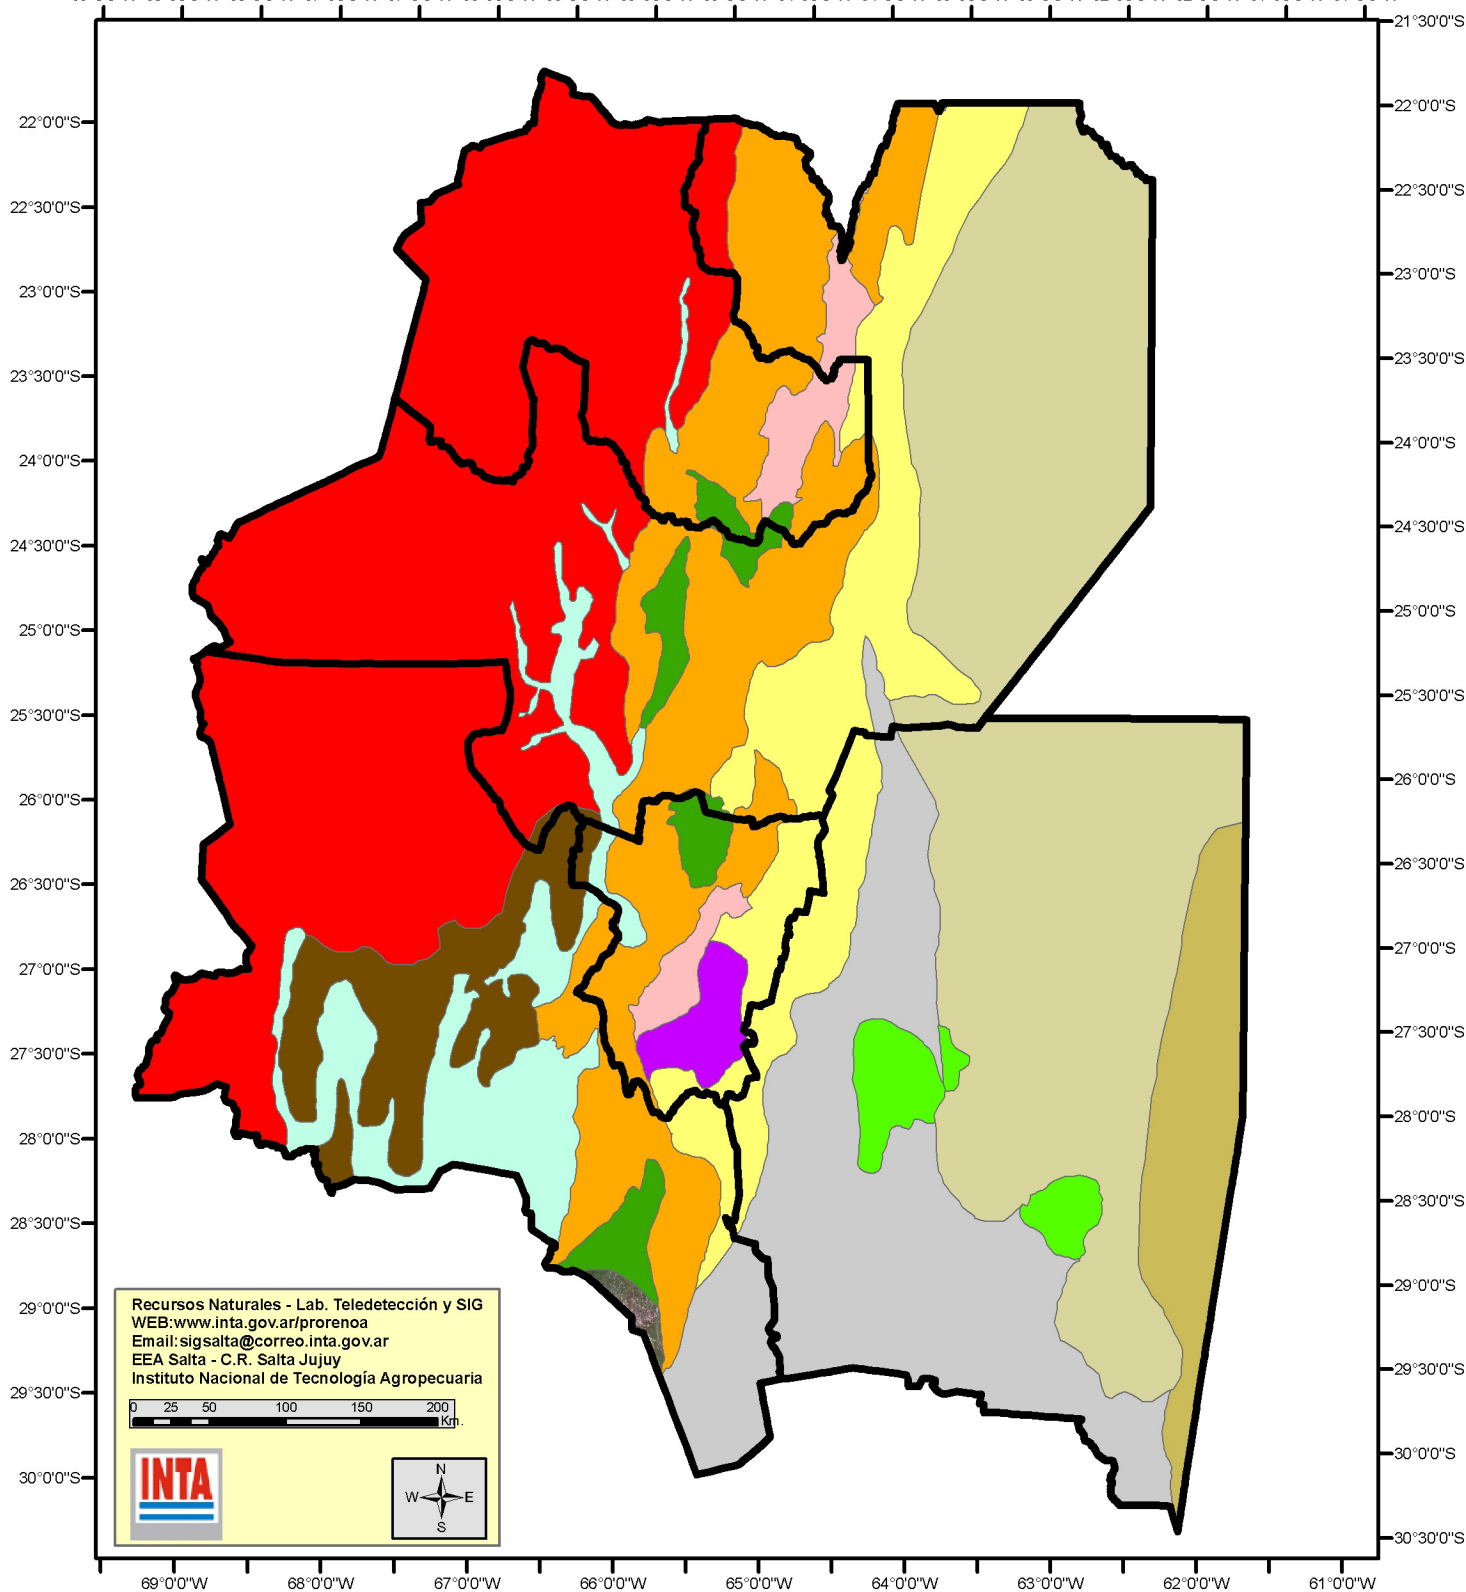 21°30'0"S
22°0'0"S
22°0'0"S
22°30'0"S
22°30'0"S
23°0'0"S
23°0'0"S
23°30'0"S
23°30'0"S
24°0'0"S
24°0'0"S
24°30'0"S
24°30'0"S
25°0'0"S
25°0'0"S
25°30'0"S
25°30'0"S
26°0'0"S
26°0'0"S
26°30'0"S
26°30'0"S
27°0'0"S
27°0'0"S
27°30'0"S
27°30'0"S
28°0'0"S
28°0'0"S
28°30'0"S
28°30'0"S
29°0'0"S
29°0'0"S
29°30'0"S
29°30'0"S
30°0'0"S
30°0'0"S
30°30'0"S
Recursos Naturales - Lab. Teledetección y SIG
WEB:www.inta.gov.ar/prorenoa
Email:sigsalta@correo.inta.gov.ar
EEA Salta - C.R. Salta Jujuy
Instituto Nacional de Tecnología Agropecuaria
0 25 50 100 150 200
Km.
INTA
N
W E
S
69°0'0"W 68°0'0"W 67°0'0"W 66°0'0"W 65°0'0"W 64°0'0"W 63°0'0"W 62°0'0"W 61°0'0"W